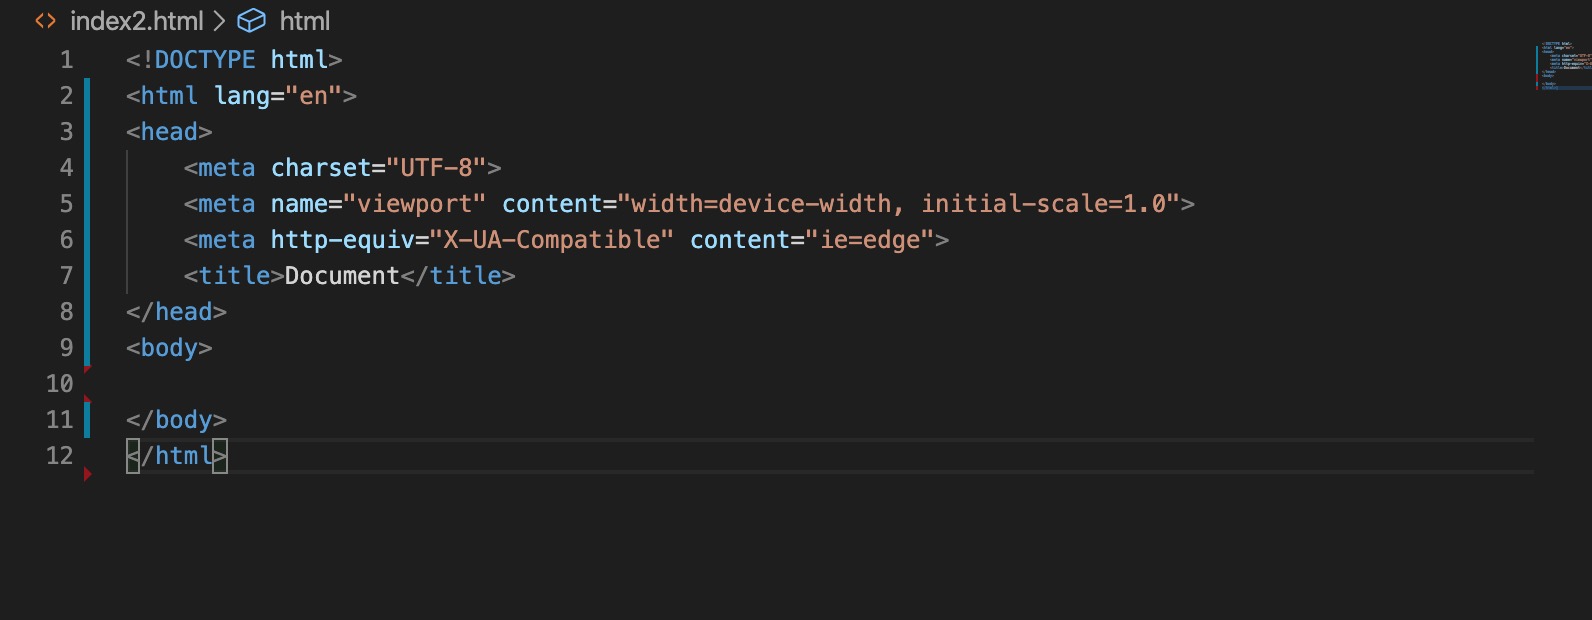 index2.html > html
1 <!DOCTYPE html>
2 <html lang="en">
3 <head>
4     <meta charset="UTF-8">
5     <meta name="viewport" content="width=device-width, initial-scale=1.0">
6     <meta http-equiv="X-UA-Compatible" content="ie=edge">
7     <title>Document</title>
8 </head>
9 <body>
10
11 </body>
12 </html>